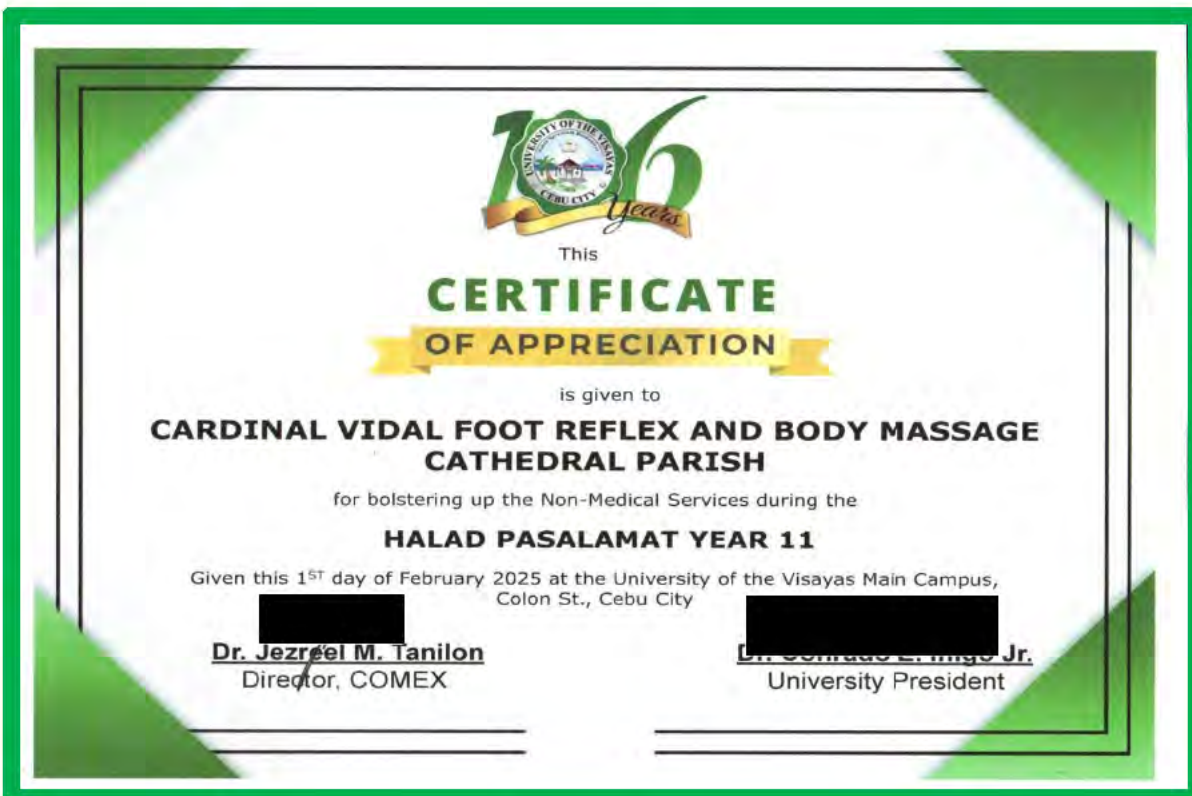 106
UNIVERSITY OF THE VISAYAS
CEBU CITY
Years
This
CERTIFICATE
OF APPRECIATION
is given to
CARDINAL VIDAL FOOT REFLEX AND BODY MASSAGE
CATHEDRAL PARISH
for bolstering up the Non-Medical Services during the
HALAD PASALAMAT YEAR 11
Given this 1ST day of February 2025 at the University of the Visayas Main Campus,
Colon St., Cebu City
Dr. Jezreel M. Tanilon
Director, COMEX
Jr.
University President